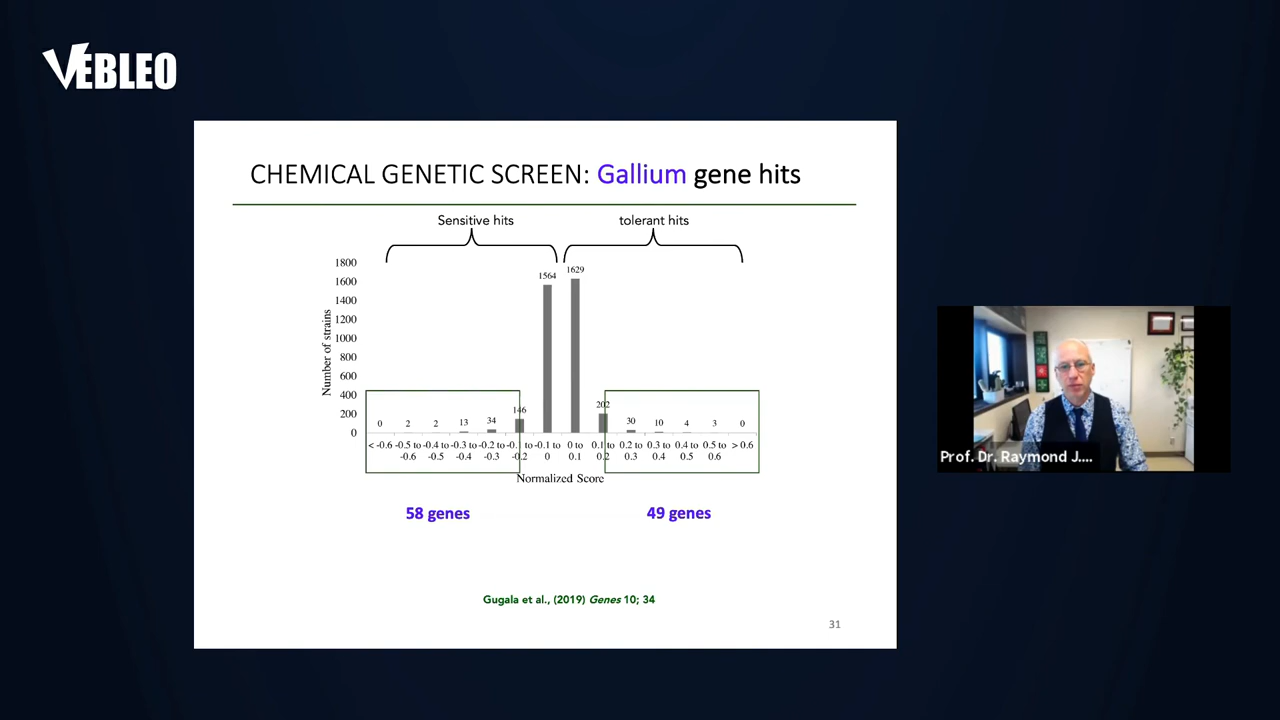 VEBLEO
CHEMICAL GENETIC SCREEN: Gallium gene hits
Sensitive hits
tolerant hits
1800
1600
1400
1200
1000
800
600
400
200
0
Number of strains
0
2
2
13
34
146
1564
1629
202
30
10
4
3
0
< -0.6
-0.5 to
-0.6
-0.4 to
-0.5
-0.3 to
-0.4
-0.2 to
-0.3
-0.1 to
-0.2
-0.1 to
0
0 to
0.1
0.1 to
0.2
0.2 to
0.3
0.3 to
0.4
0.4 to
0.5
0.5 to
0.6
> 0.6
Normalized Score
58 genes
49 genes
Gugala et al., (2019) Genes 10; 34
31
Prof. Dr. Raymond J....